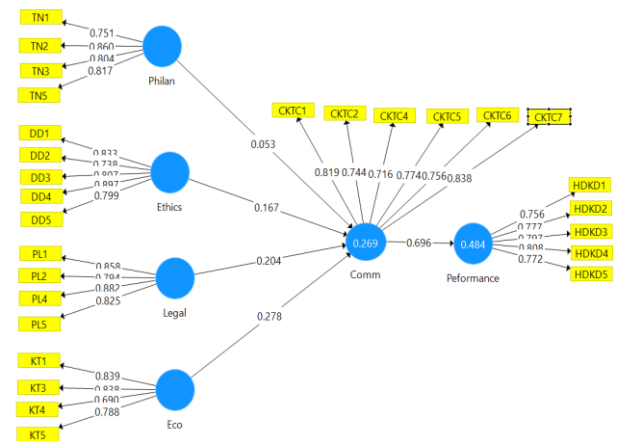 TN1
TN2
TN3
TN5
0.751
0.860
0.804
0.817
Philan
DD1
DD2
DD3
DD4
DD5
0.833
0.738
0.897
0.799
Ethics
PL1
PL2
PL4
PL5
0.858
0.794
0.882
0.825
Legal
KT1
KT3
KT4
KT5
0.839
0.838
0.690
0.788
Eco
0.053
0.167
0.204
0.278
CKTC1
CKTC2
CKTC4
CKTC5
CKTC6
CKTC7
0.819
0.744
0.716
0.774
0.756
0.838
0.269
Comm
0.696
0.484
Peformance
HDKD1
HDKD2
HDKD3
HDKD4
HDKD5
0.756
0.777
0.797
0.808
0.772